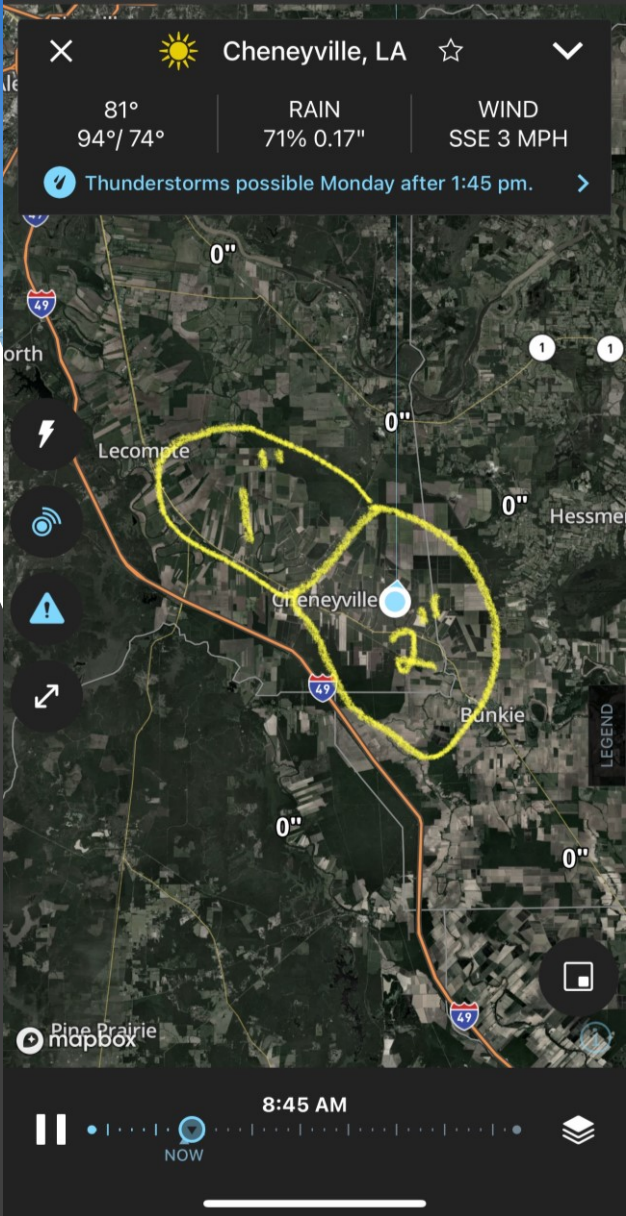 Cheneyville, LA
81°
94°/ 74°
RAIN
71% 0.17"
WIND
SSE 3 MPH
Thunderstorms possible Monday after 1:45 pm.
0"
49
orth
1
1
0"
Lecompte
1"
0"
Hessme
Cheneyville
2"
49
Bunkie
LEGEND
0"
0"
49
Pine Prairie
mapbox
8:45 AM
NOW